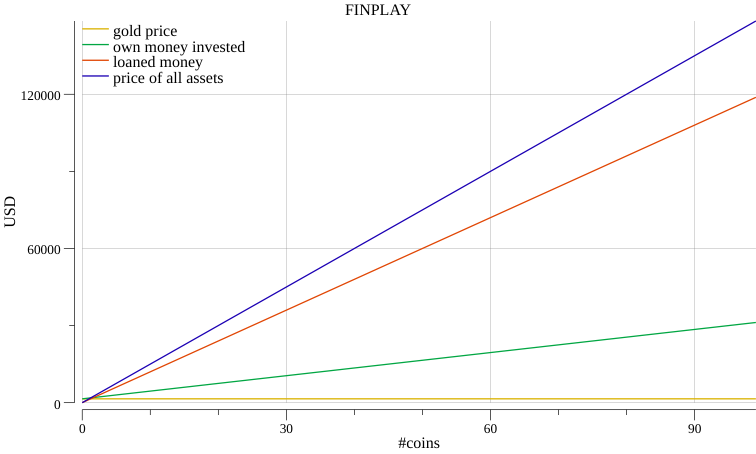 FINPLAY
gold price
own money invested
loaned money
price of all assets
120000
60000
0
USD
0
30
60
90
#coins